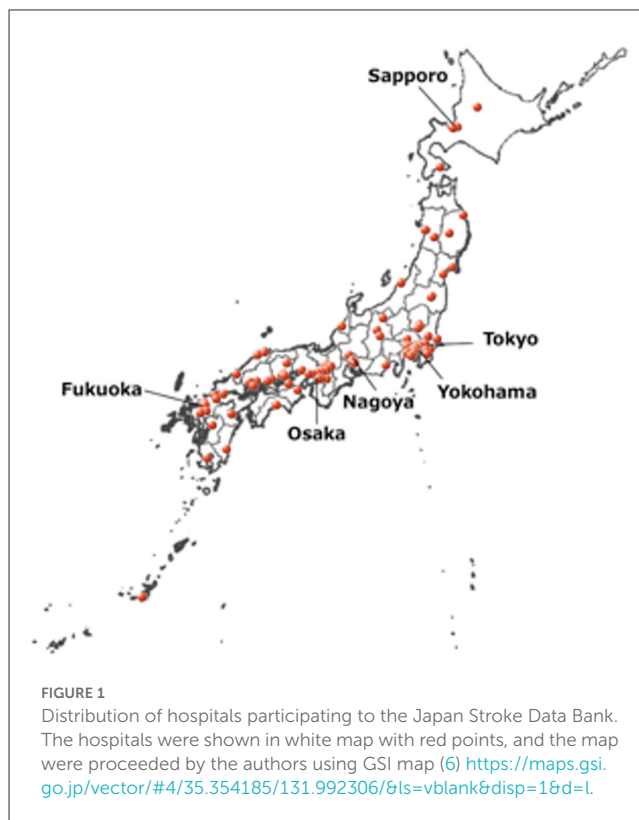 Sapporo
Tokyo
Fukuoka
Yokohama
Nagoya
Osaka
FIGURE 1
Distribution of hospitals participating to the Japan Stroke Data Bank.
The hospitals were shown in white map with red points, and the map
were proceeded by the authors using GSI map (6) https://maps.gsi.
go.jp/vector/#4/35.354185/131.992306/&ls=vblank&disp=1&d=l.